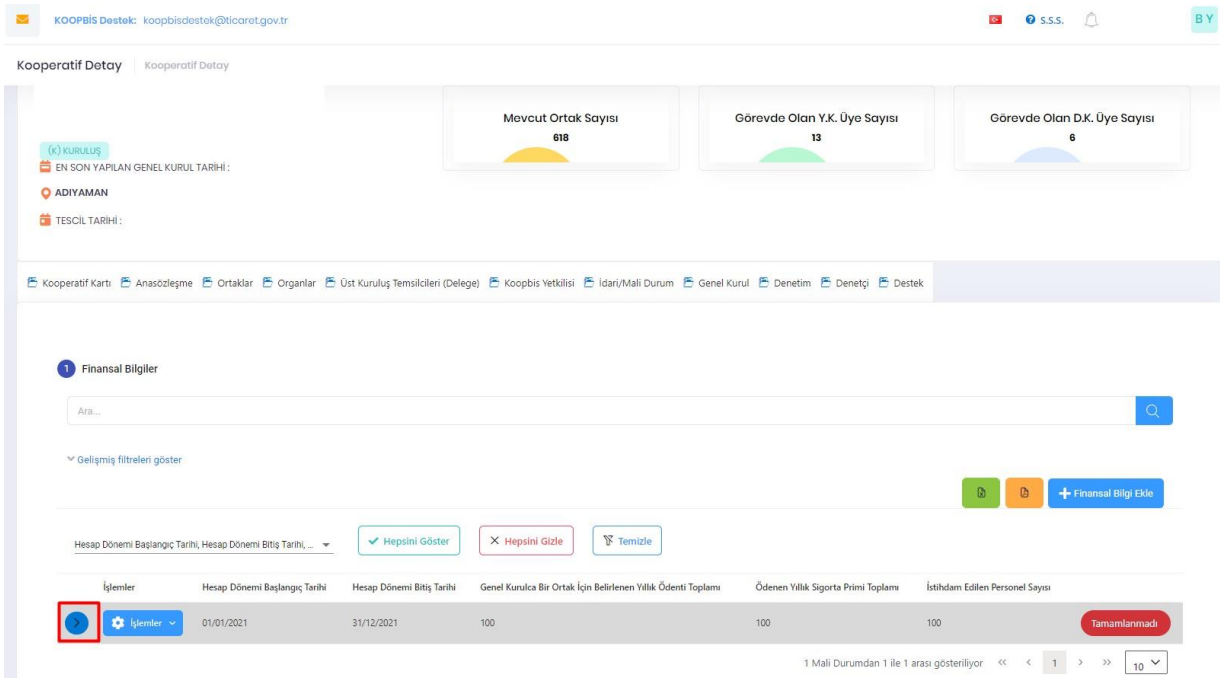 KOOPBİS Destek: koopbisdestek@ticaret.gov.tr
S.S.S.
B Y
Kooperatif Detay Kooperatif Detay
Mevcut Ortak Sayısı
618
Görevde Olan Y.K. Üye Sayısı
13
Görevde Olan D.K. Üye Sayısı
6
(K) KURULUŞ
EN SON YAPILAN GENEL KURUL TARİHİ :
ADIYAMAN
TESCİL TARİHİ :
Kooperatif Kartı Anasözleşme Ortaklar Organlar Üst Kuruluş Temsilcileri (Delege) Koopbis Yetkilisi İdari/Mali Durum Genel Kurul Denetim Denetçi Destek
1 Finansal Bilgiler
Ara...
Gelişmiş filtreleri göster
Finansal Bilgi Ekle
Hesap Dönemi Başlangıç Tarihi, Hesap Dönemi Bitiş Tarihi, ... Hepsini Göster Hepsini Gizle Temizle
İşlemler Hesap Dönemi Başlangıç Tarihi Hesap Dönemi Bitiş Tarihi Genel Kurulca Bir Ortak İçin Belirlenen Yıllık Ödenti Toplamı Ödenen Yıllık Sigorta Primi Toplamı İstihdam Edilen Personel Sayısı
İşlemler 01/01/2021 31/12/2021 100 100 100 Tamamlanmadı
1 Mali Durumdan 1 ile 1 arası gösteriliyor « ‹ 1 › » 10